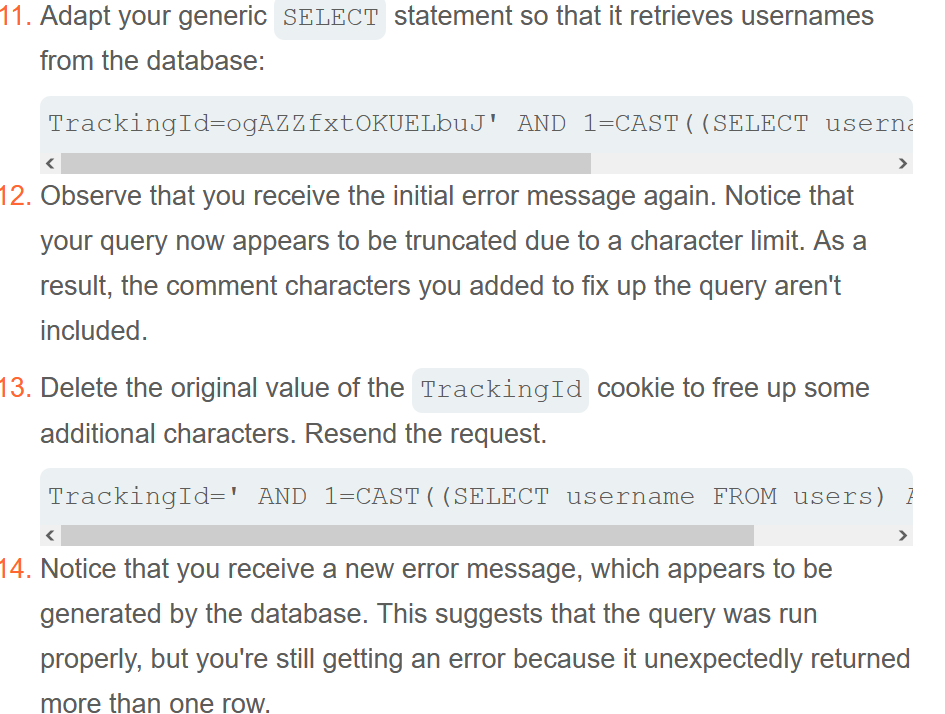 11. Adapt your generic SELECT statement so that it retrieves usernames
from the database:
TrackingId=ogAZZfxtOKUELbuJ' AND 1=CAST((SELECT userna
12. Observe that you receive the initial error message again. Notice that
your query now appears to be truncated due to a character limit. As a
result, the comment characters you added to fix up the query aren't
included.
13. Delete the original value of the TrackingId cookie to free up some
additional characters. Resend the request.
TrackingId=' AND 1=CAST((SELECT username FROM users) A
14. Notice that you receive a new error message, which appears to be
generated by the database. This suggests that the query was run
properly, but you're still getting an error because it unexpectedly returned
more than one row.